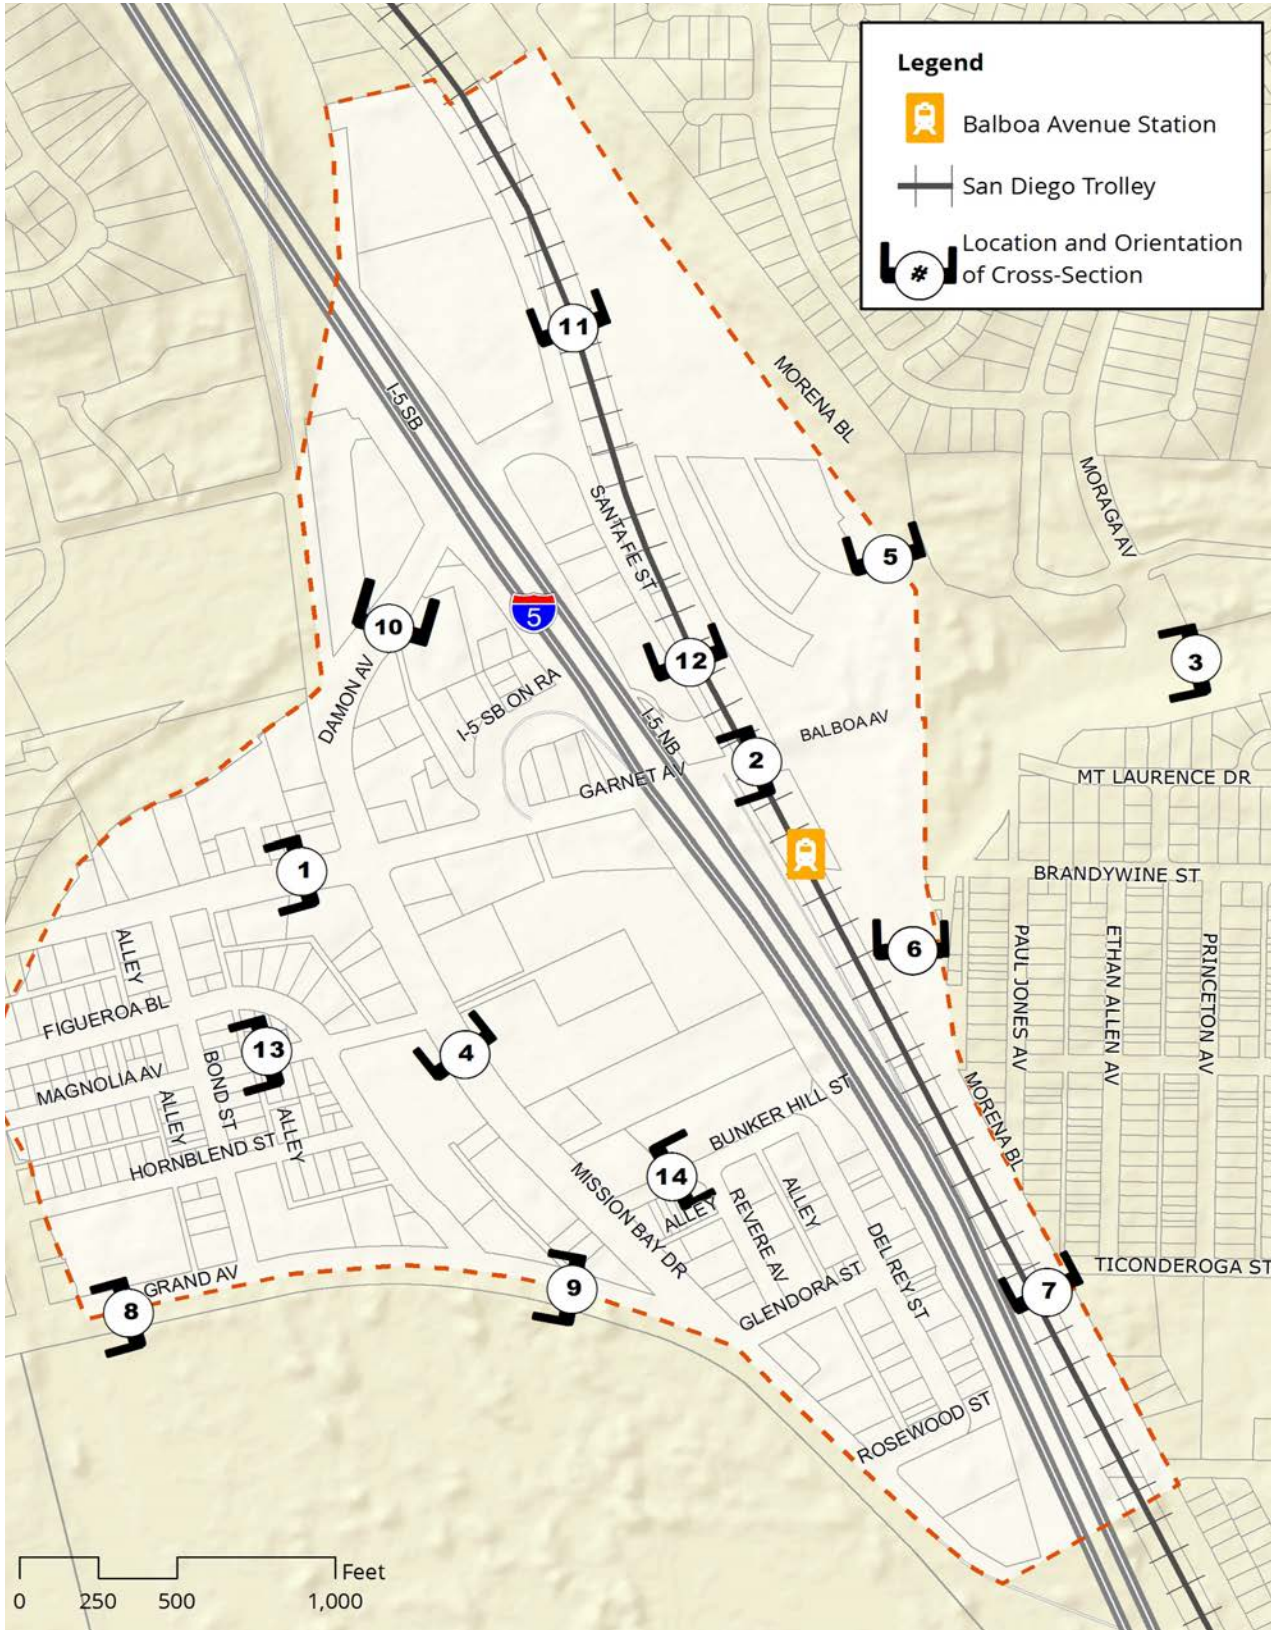 Legend
Balboa Avenue Station
San Diego Trolley
#
Location and Orientation
of Cross-Section
11
MORENA BL
I-5 SB
MORAGA AV
SANTA FE ST
5
5
10
3
12
DAMON AV
I-5 SB ON RA
I-5 NB
BALBOA AV
2
GARNET AV
MT LAURENCE DR
1
BRANDYWINE ST
ALLEY
6
PAUL JONES AV
ETHAN ALLEN AV
PRINCETON AV
FIGUEROA BL
13
4
MAGNOLIA AV
BOND ST
ALLEY
ALLEY
HORNBLEND ST
BUNKER HILL ST
MORENA BL
14
MISSION BAY DR
ALLEY
REVERE AV
ALLEY
DEL REY ST
GLENDORA ST
TICONDEROGA ST
7
9
GRAND AV
8
ROSEWOOD ST
Feet
0 250 500 1,000